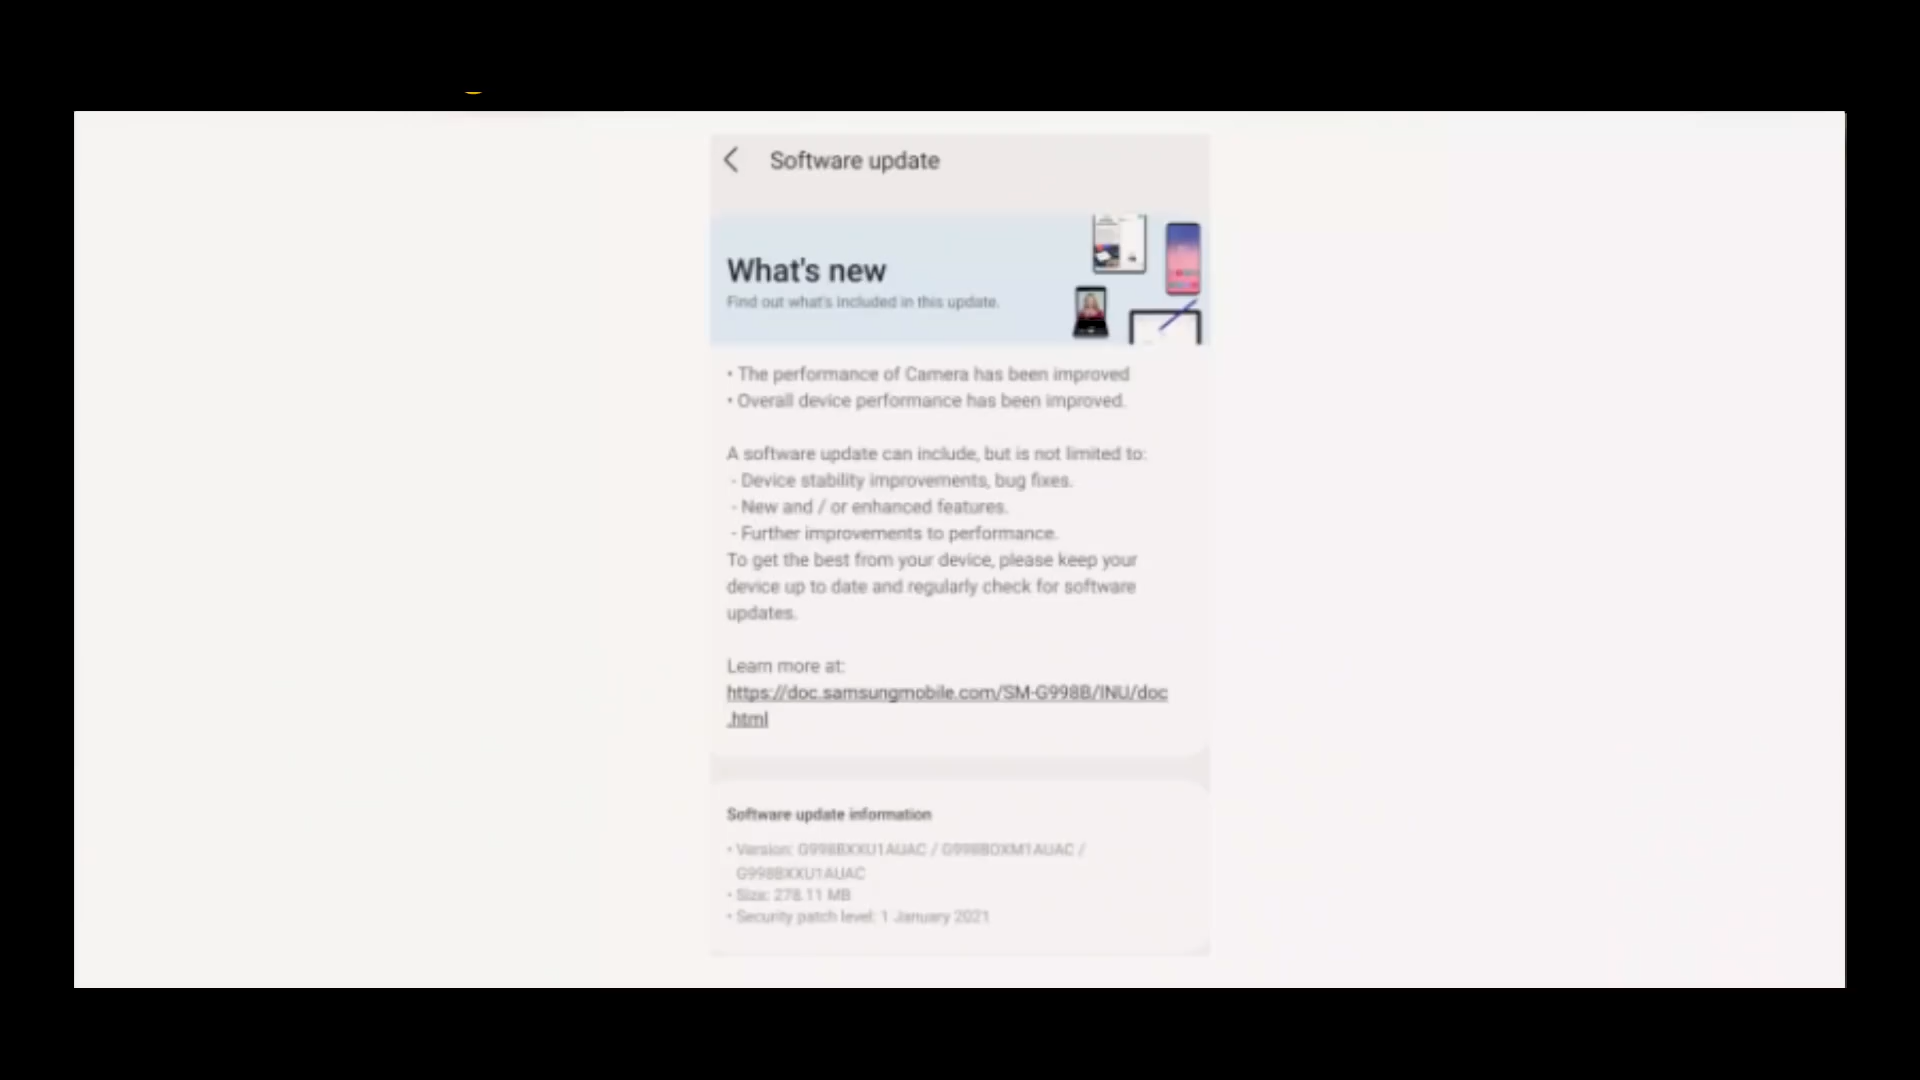 Software update
What's new
Find out what's included in this update.
• The performance of Camera has been improved
• Overall device performance has been improved.
A software update can include, but is not limited to:
- Device stability improvements, bug fixes.
- New and / or enhanced features.
- Further improvements to performance.
To get the best from your device, please keep your
device up to date and regularly check for software
updates.
Learn more at:
https://doc.samsungmobile.com/SM-G998B/INU/doc
.html
Software update information
• Version: G998BXXU1AUAC / G998BOXM1AUAC /
G998BXXU1AUAC
• Size: 278.11 MB
• Security patch level: 1 January 2021